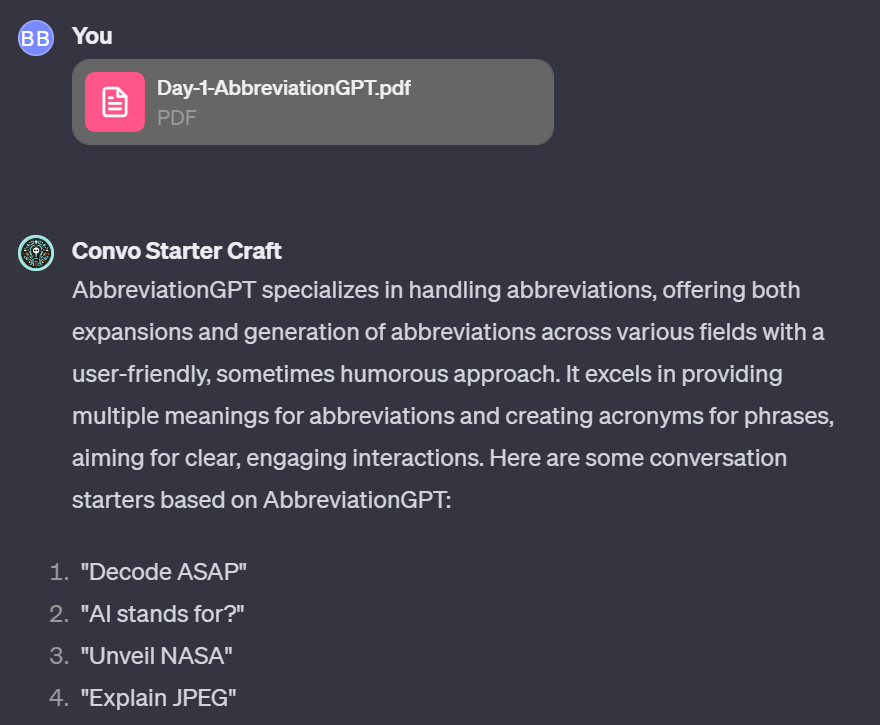 BB
You
Day-1-AbbreviationGPT.pdf
PDF
Convo Starter Craft
AbbreviationGPT specializes in handling abbreviations, offering both
expansions and generation of abbreviations across various fields with a
user-friendly, sometimes humorous approach. It excels in providing
multiple meanings for abbreviations and creating acronyms for phrases,
aiming for clear, engaging interactions. Here are some conversation
starters based on AbbreviationGPT:
1. "Decode ASAP"
2. "AI stands for?"
3. "Unveil NASA"
4. "Explain JPEG"